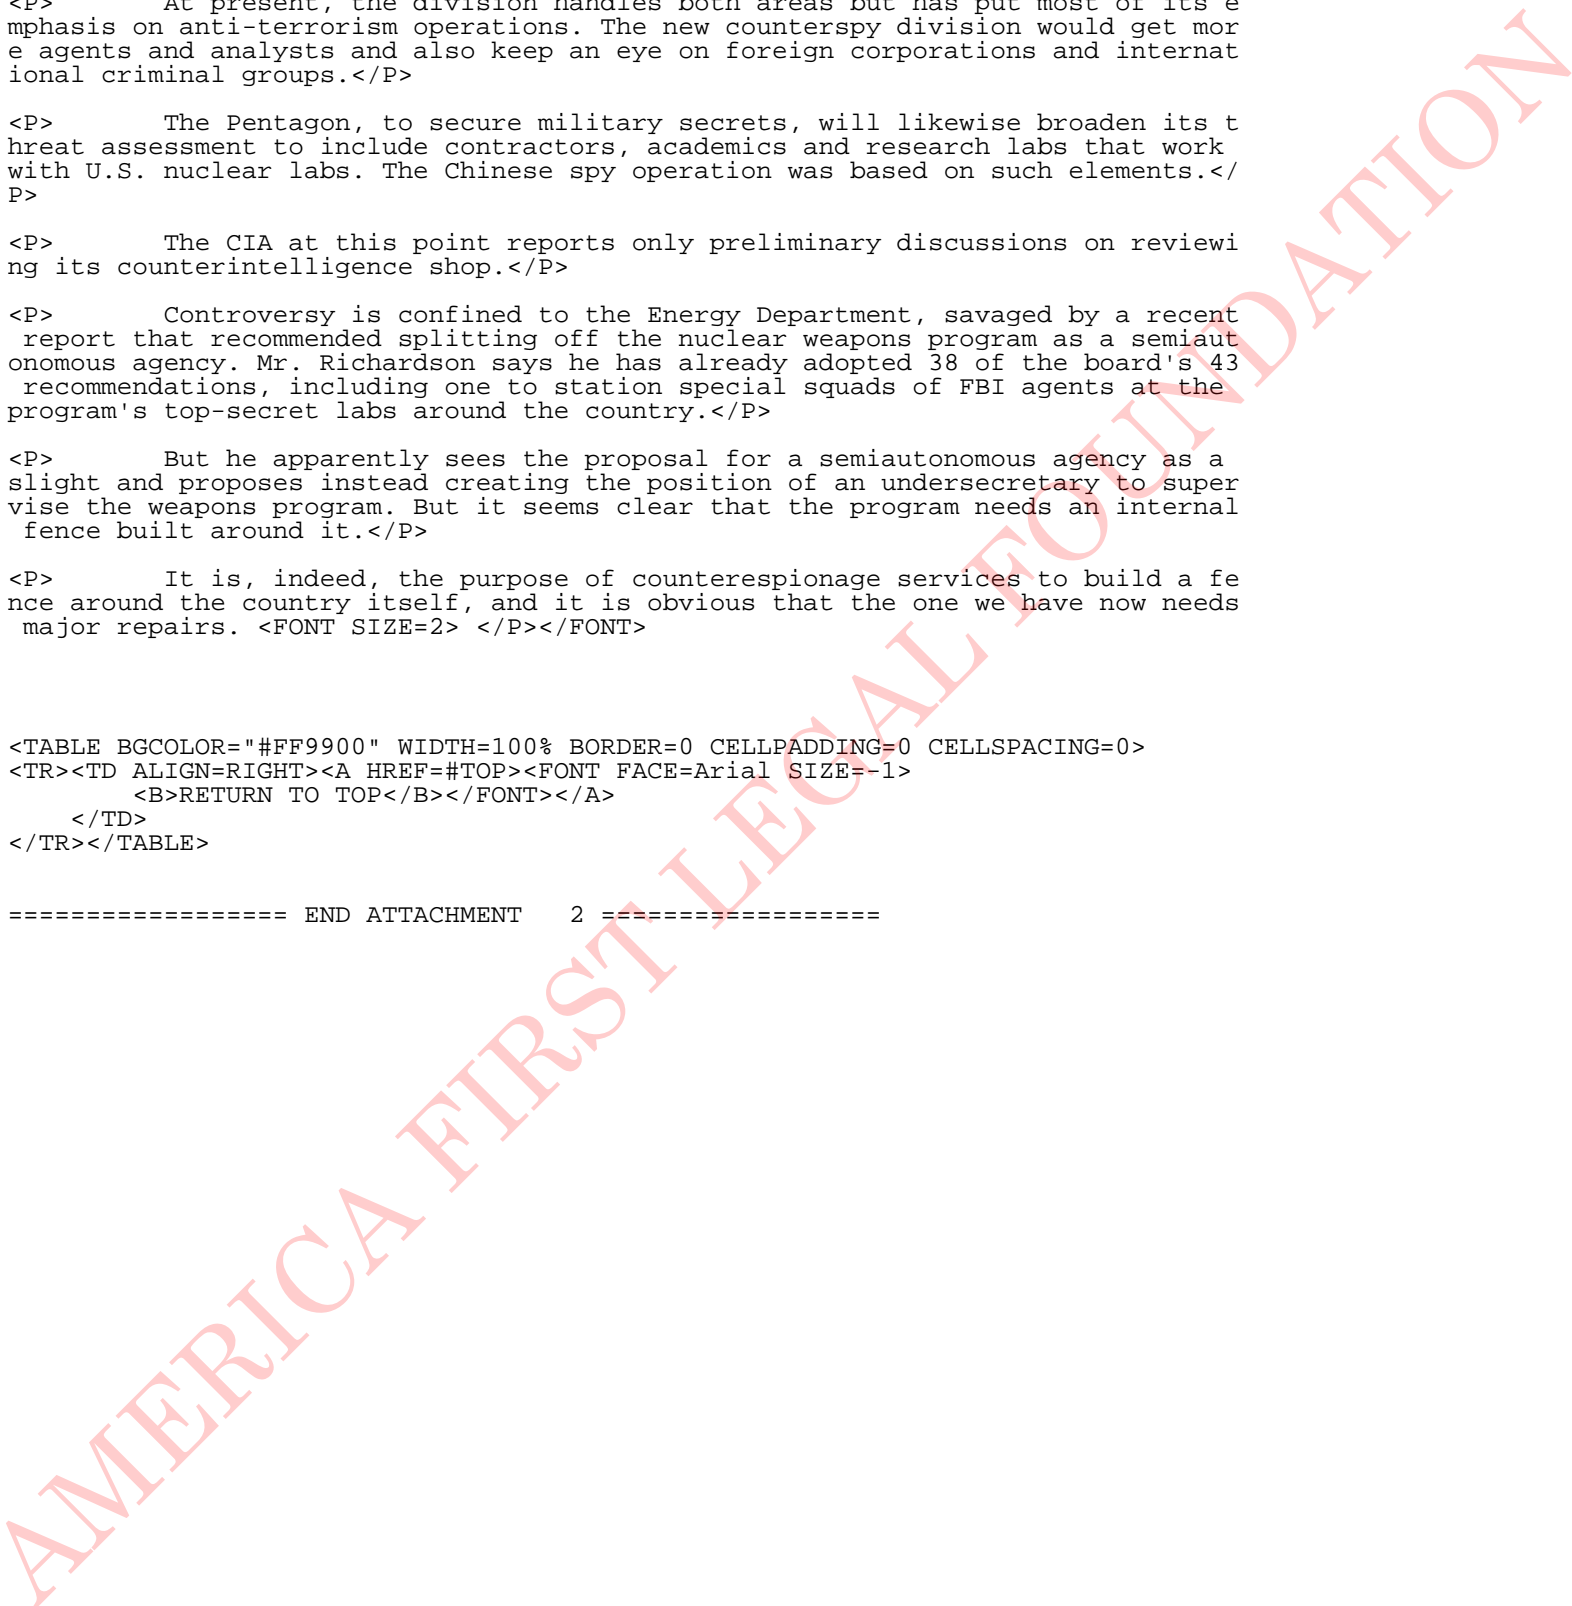 <P>         At present, the division handles both areas but has put most of its e
mphasis on anti-terrorism operations. The new counterspy division would get mor
e agents and analysts and also keep an eye on foreign corporations and internat
ional criminal groups.</P>
<P>         The Pentagon, to secure military secrets, will likewise broaden its t
hreat assessment to include contractors, academics and research labs that work
with U.S. nuclear labs. The Chinese spy operation was based on such elements.</
P>
<P>         The CIA at this point reports only preliminary discussions on reviewi
ng its counterintelligence shop.</P>
<P>         Controversy is confined to the Energy Department, savaged by a recent
 report that recommended splitting off the nuclear weapons program as a semiaut
onomous agency. Mr. Richardson says he has already adopted 38 of the board's 43
 recommendations, including one to station special squads of FBI agents at the
program's top-secret labs around the country.</P>
<P>         But he apparently sees the proposal for a semiautonomous agency as a
slight and proposes instead creating the position of an undersecretary to super
vise the weapons program. But it seems clear that the program needs an internal
 fence built around it.</P>
<P>         It is, indeed, the purpose of counterespionage services to build a fe
nce around the country itself, and it is obvious that the one we have now needs
 major repairs. <FONT SIZE=2> </P></FONT>
<TABLE BGCOLOR="#FF9900" WIDTH=100% BORDER=0 CELLPADDING=0 CELLSPACING=0>
<TR><TD ALIGN=RIGHT><A HREF=#TOP><FONT FACE=Arial SIZE=-1>
        <B>RETURN TO TOP</B></FONT></A>
    </TD>
</TR></TABLE>
================== END ATTACHMENT   2 ==================
AMERICA FIRST LEGAL FOUNDATION